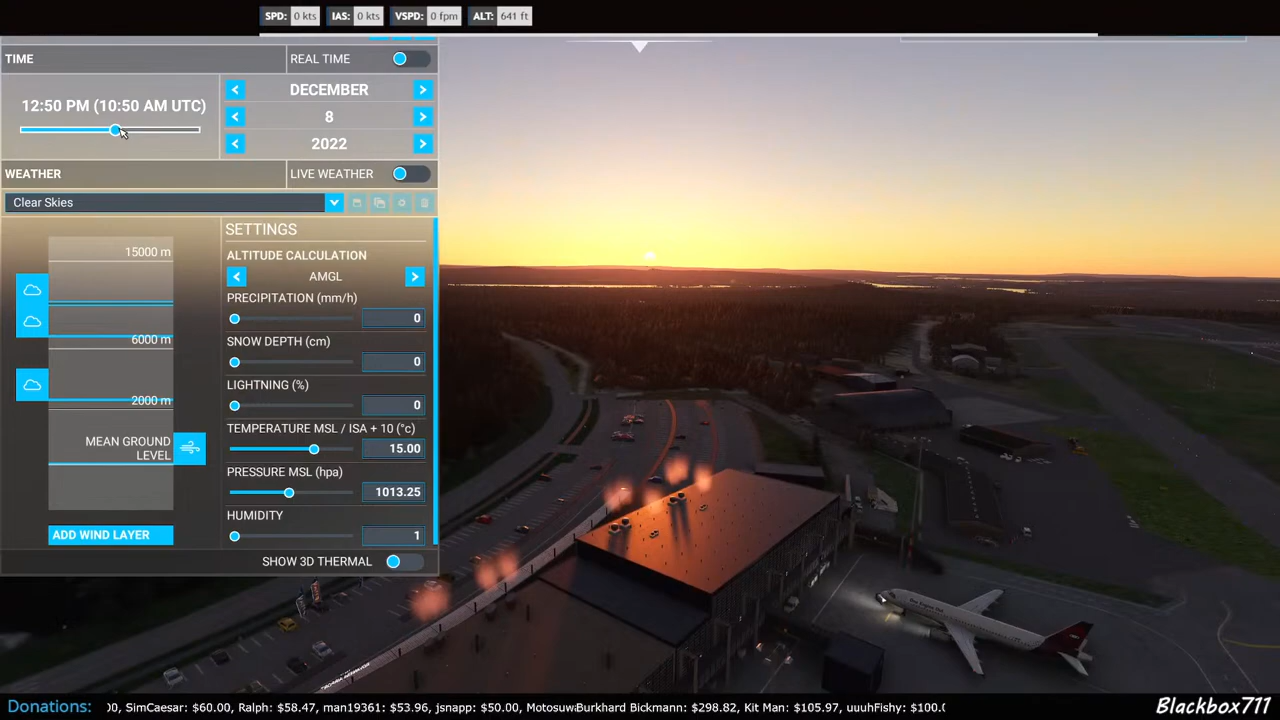 SPD: 0 kts IAS: 0 kts VSPD: 0 fpm ALT: 641 ft
TIME
REAL TIME
12:50 PM (10:50 AM UTC)
DECEMBER
8
2022
WEATHER
LIVE WEATHER
Clear Skies
15000 m
6000 m
2000 m
MEAN GROUND
LEVEL
ADD WIND LAYER
SETTINGS
ALTITUDE CALCULATION
AMGL
PRECIPITATION (mm/h)
0
SNOW DEPTH (cm)
0
LIGHTNING (%)
0
TEMPERATURE MSL / ISA + 10 (°c)
15.00
PRESSURE MSL (hpa)
1013.25
HUMIDITY
1
SHOW 3D THERMAL
Donations: 00, SimCaesar: $60.00, Ralph: $58.47, man19361: $53.96, jsnapp: $50.00, Burkhard Bickmann: $298.82, Kit Man: $105.97, uuuhFishy: $100.0
Blackbox711